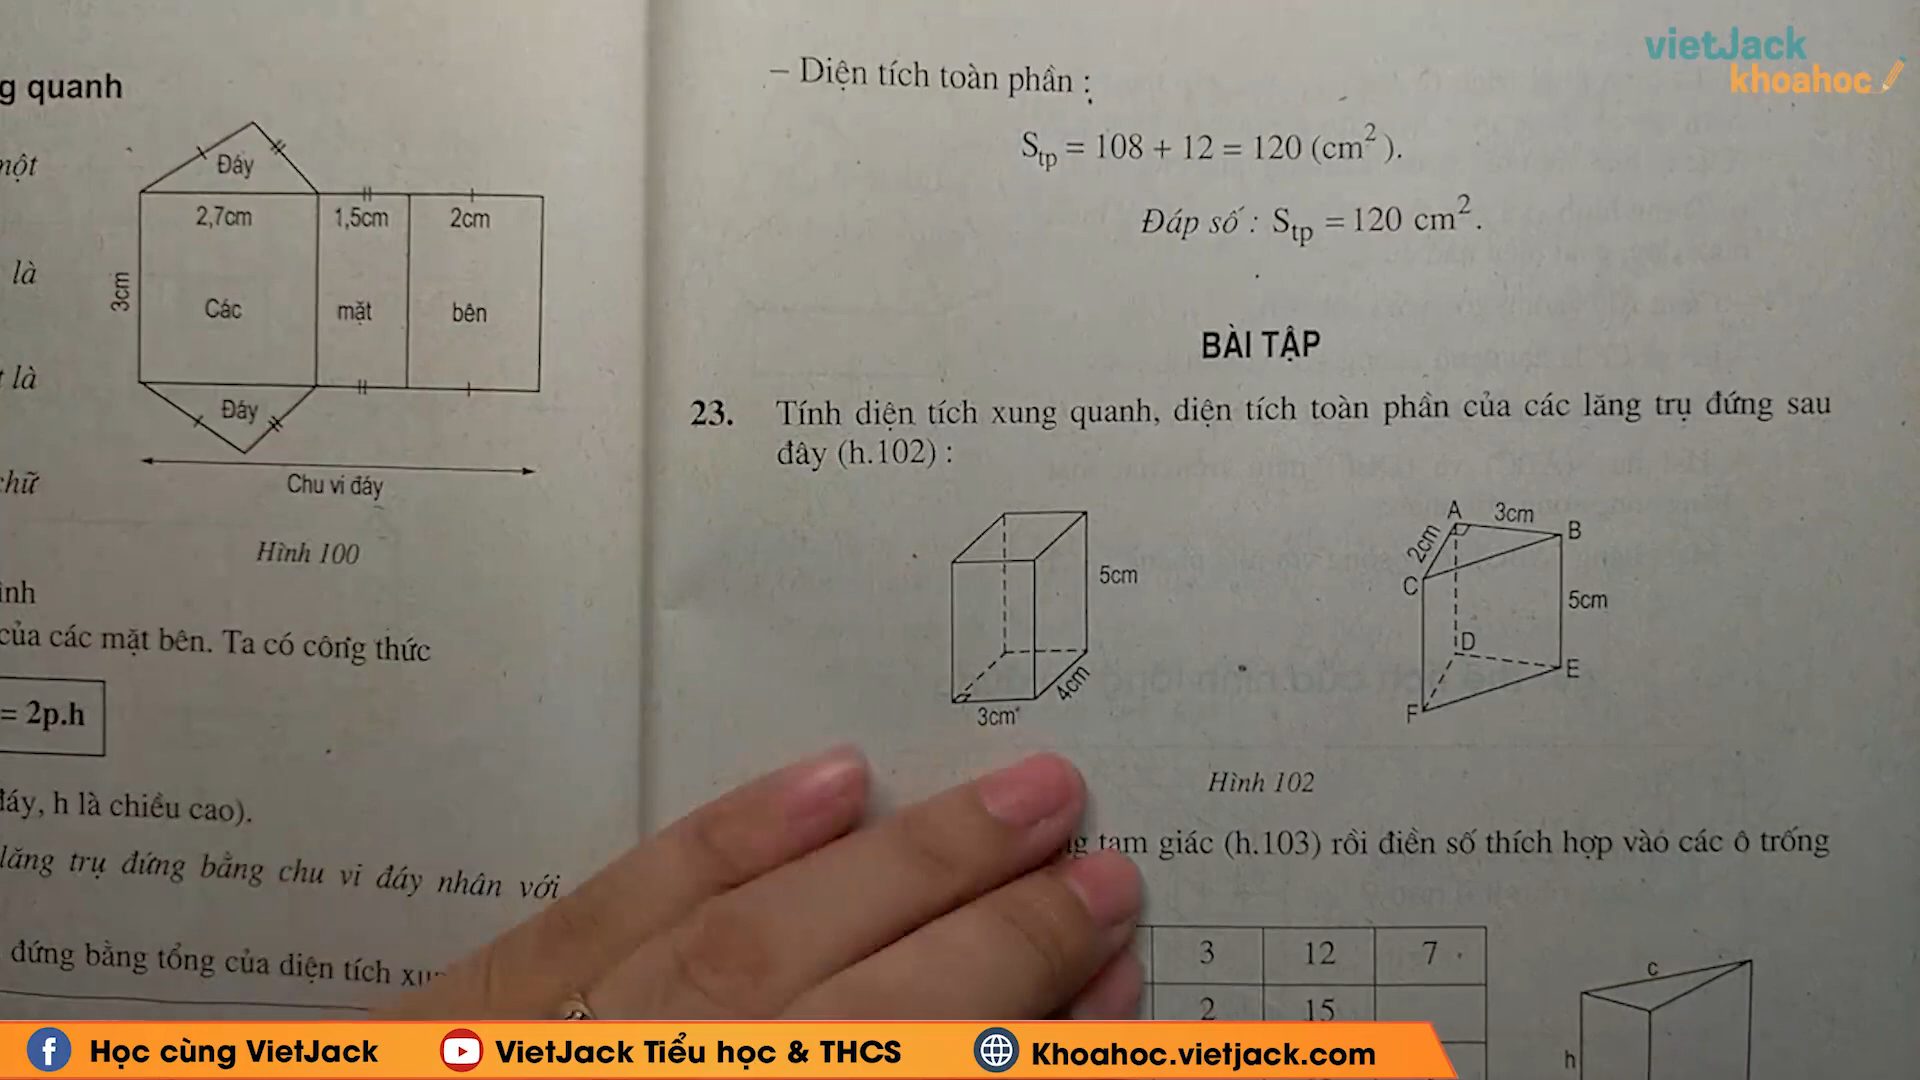 g quanh
một
là
t là
chữ
Đáy
2,7cm
1,5cm
2cm
3cm
Các
mặt
bên
Đáy
Chu vi đáy
Hình 100
của các mặt bên. Ta có công thức
= 2p.h
đáy, h là chiều cao).
lăng trụ đứng bằng chu vi đáy nhân với
đứng bằng tổng của diện tích
– Diện tích toàn phần :
S_tp = 108 + 12 = 120 (cm²).
Đáp số : S_tp = 120 cm².
BÀI TẬP
23. Tính diện tích xung quanh, diện tích toàn phần của các lăng trụ đứng sau
đây (h.102) :
5cm
4cm
3cm
A
3cm
B
2cm
C
5cm
D
E
F
Hình 102
tam giác (h.103) rồi điền số thích hợp vào các ô trống
3 12 7
2 15
c
h
vietJack
khoahoc
Học cùng VietJack
VietJack Tiểu học & THCS
Khoahoc.vietjack.com